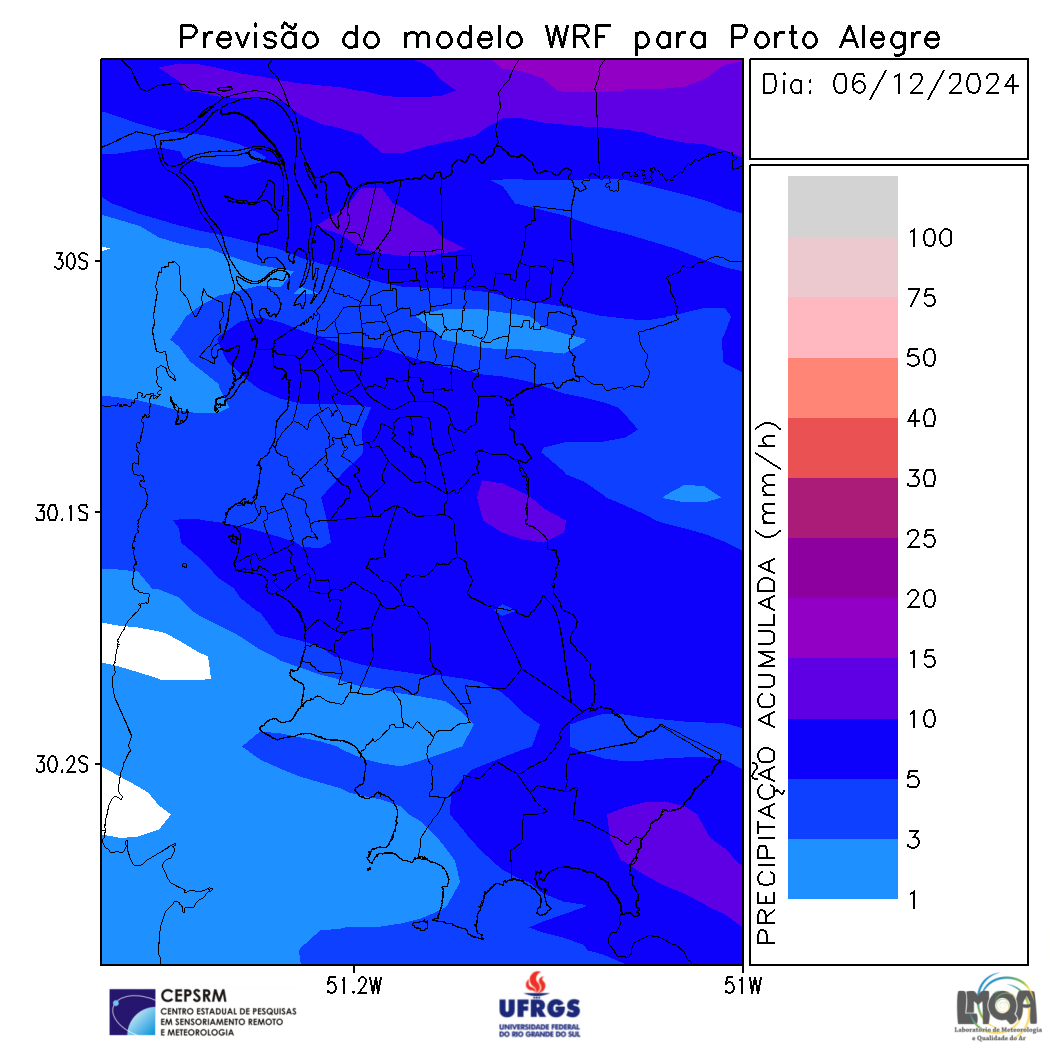 Previsão do modelo WRF para Porto Alegre
Dia: 06/12/2024
30S
30.1S
30.2S
51.2W
51W
PRECIPITAÇÃO ACUMULADA (mm/h)
100
75
50
40
30
25
20
15
10
5
3
1
CEPSRM
CENTRO ESTADUAL DE PESQUISAS
EM SENSORIAMENTO REMOTO
E METEOROLOGIA
UFRGS
UNIVERSIDADE FEDERAL
DO RIO GRANDE DO SUL
LMQA
Laboratório de Meteorologia
e Qualidade do Ar